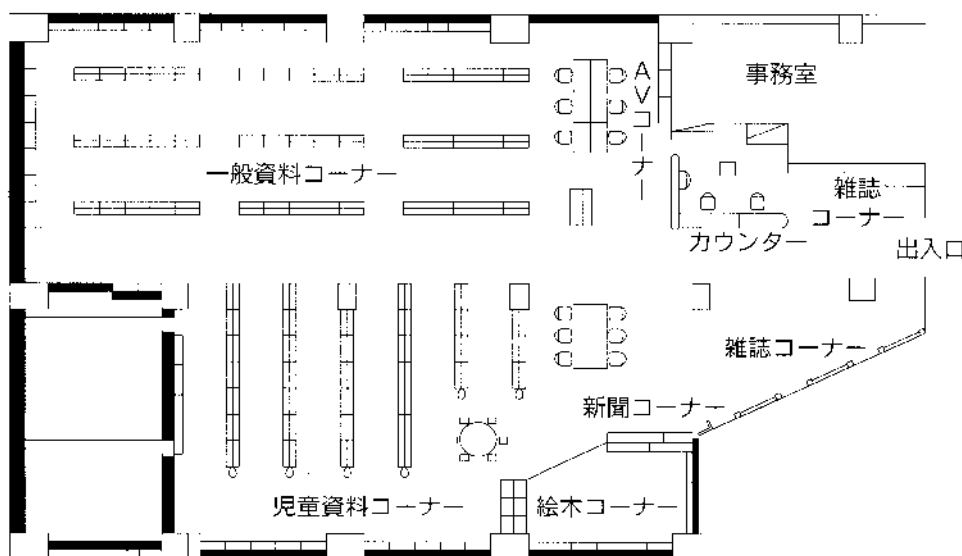 AVコーナー
事務室
一般資料コーナー
雑誌
コーナー
カウンター
出入口
雑誌コーナー
新聞コーナー
児童資料コーナー
絵木コーナー